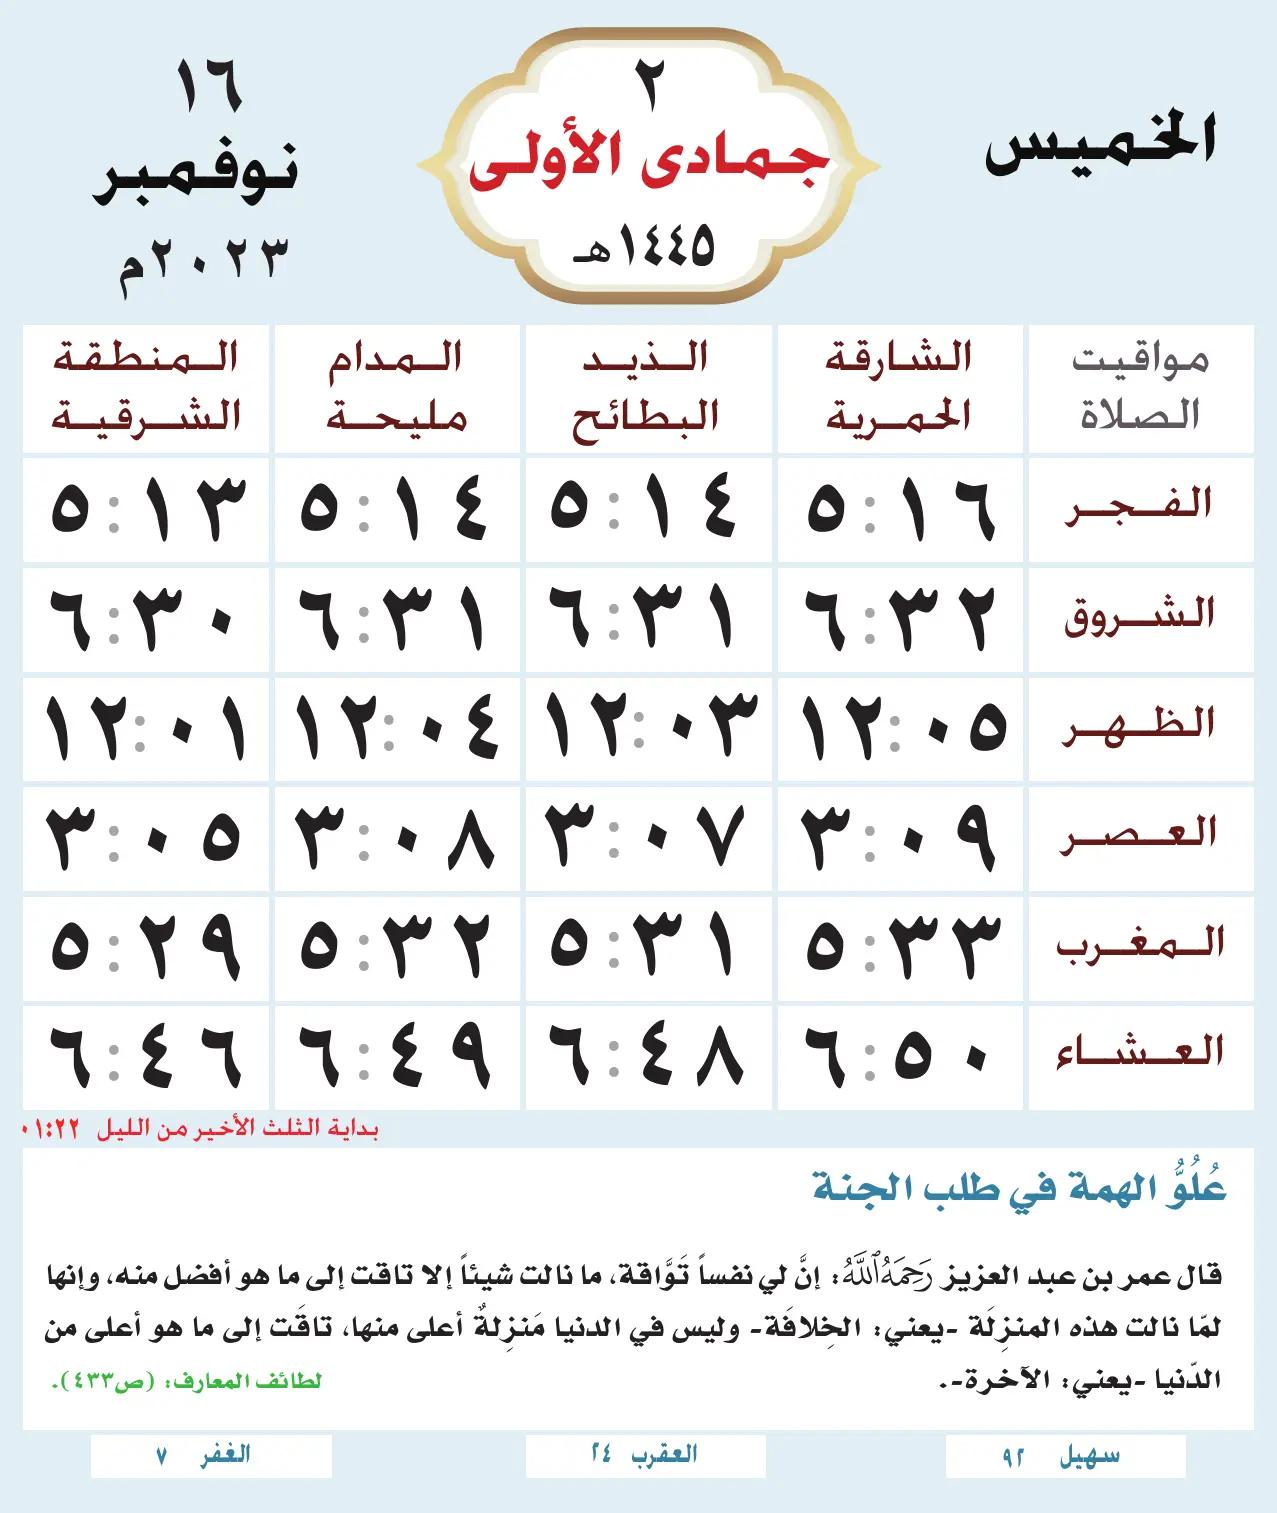 الخميس
٢
جمادى الأولى
١٤٤٥هـ
١٦
نوفمبر
٢٠٢٣م
مواقيت الصلاة
الشارقة الحمرية
الذيد البطائح
المدام مليحة
المنطقة الشرقية
الفجر ٥:١٦ ٥:١٤ ٥:١٤ ٥:١٣
الشروق ٦:٣٢ ٦:٣١ ٦:٣١ ٦:٣٠
الظهر ١٢:٠٥ ١٢:٠٣ ١٢:٠٤ ١٢:٠١
العصر ٣:٠٩ ٣:٠٧ ٣:٠٨ ٣:٠٥
المغرب ٥:٣٣ ٥:٣١ ٥:٣٢ ٥:٢٩
العشاء ٦:٥٠ ٦:٤٨ ٦:٤٩ ٦:٤٦
بداية الثلث الأخير من الليل ٠١:٢٢
عُلُوُّ الهمة في طلب الجنة
قال عمر بن عبد العزيز رَحِمَهُ ٱللَّهُ: إنَّ لي نفساً تَوَّاقة، ما نالت شيئاً إلا تاقت إلى ما هو أفضل منه، وإنها
لمّا نالت هذه المنزِلَة -يعني: الخِلافَة- وليس في الدنيا مَنزِلةٌ أعلى منها، تاقَت إلى ما هو أعلى من
الدّنيا -يعني: الآخرة-.
لطائف المعارف: (ص٤٣٣).
سهيل ٩٢
العقرب ٢٤
الغفر ٧